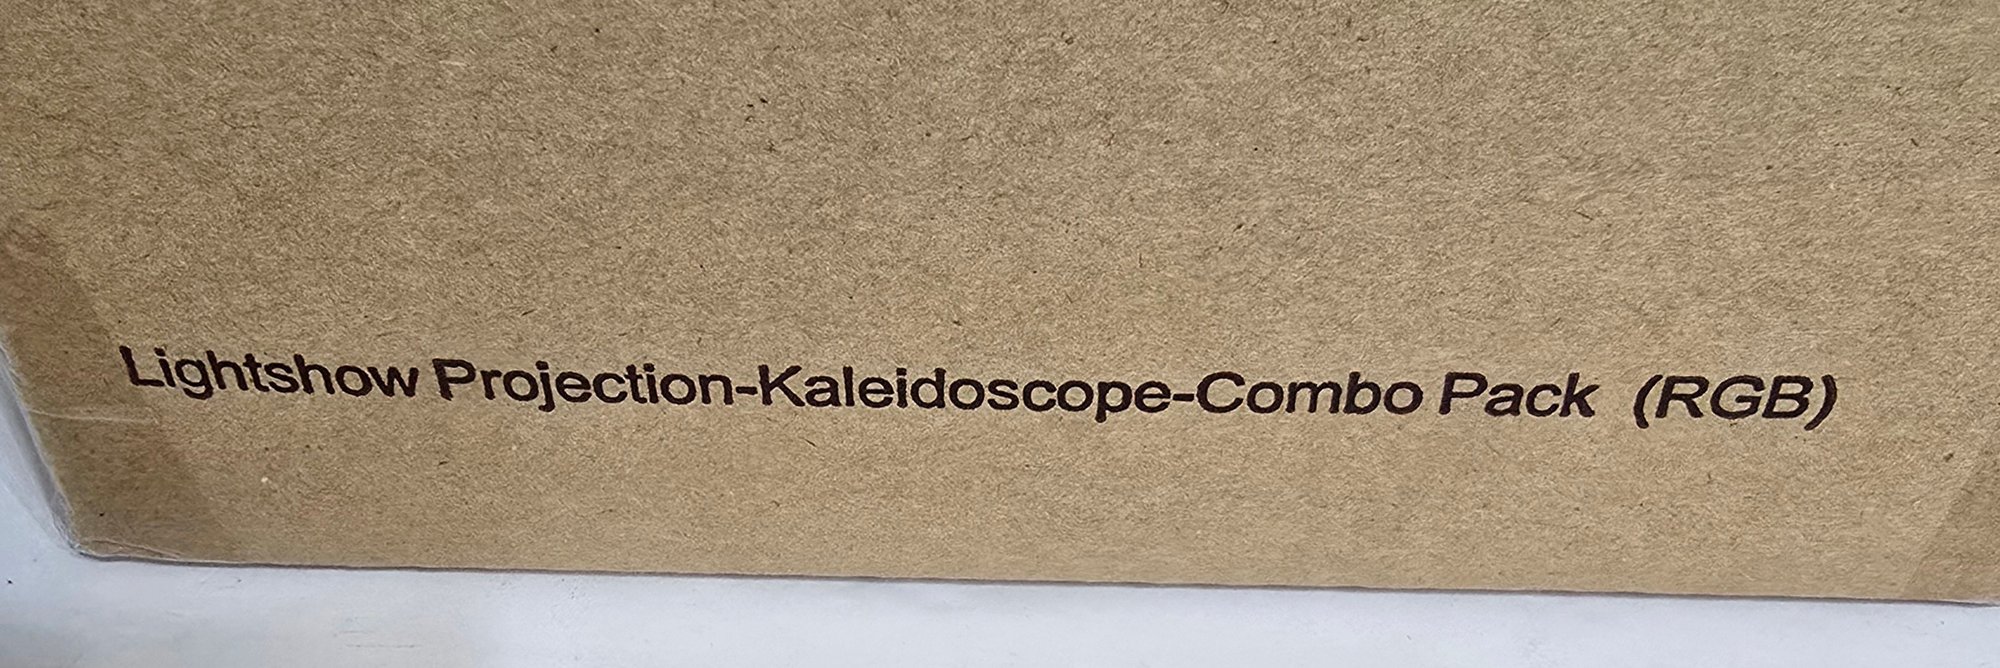 Lightshow Projection-Kaleidoscope-Combo Pack (RGB)